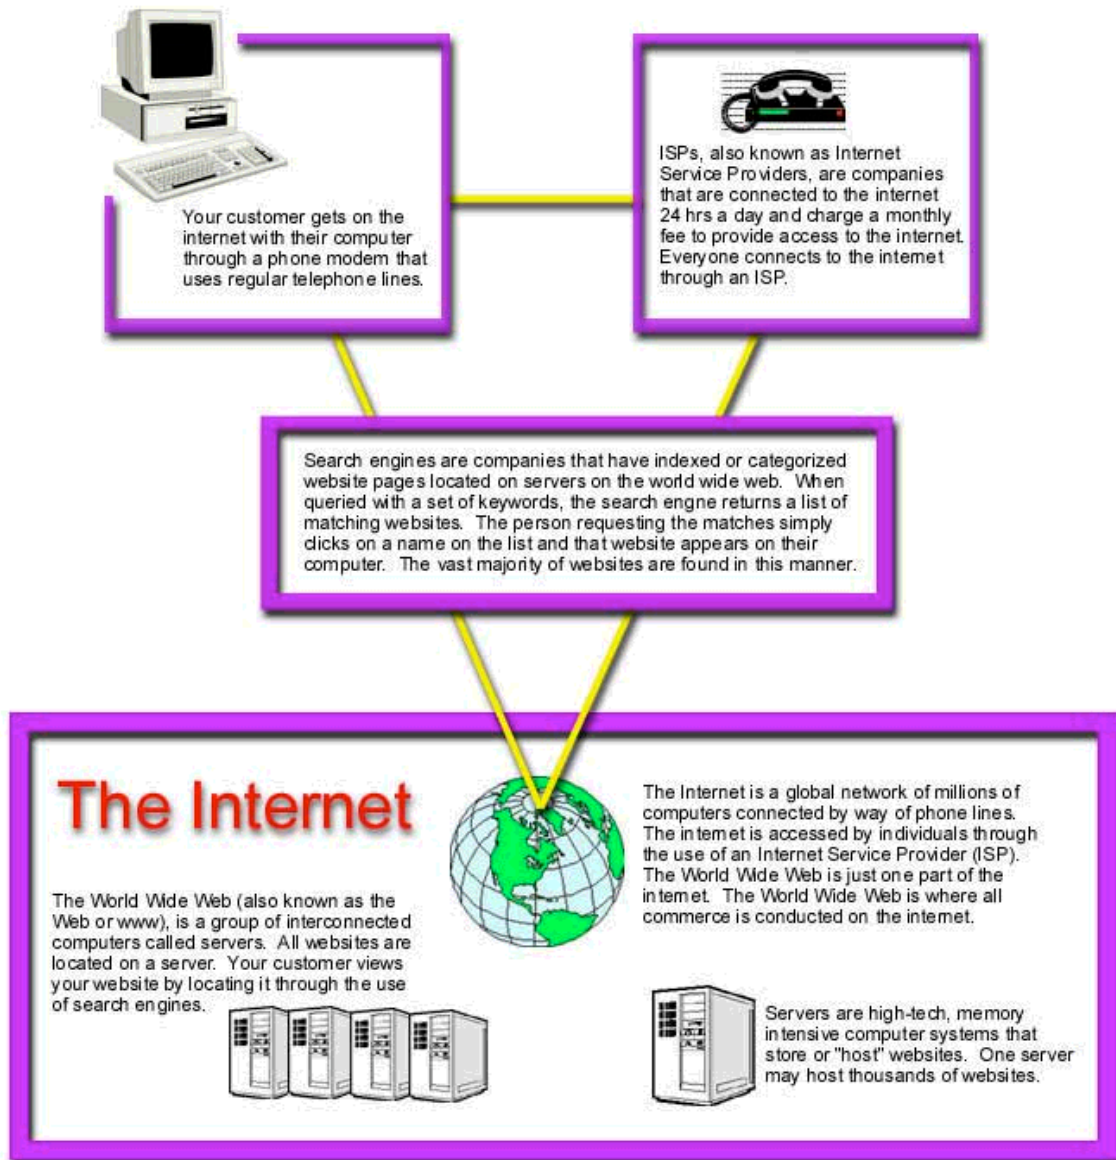 Your customer gets on the
internet with their computer
through a phone modem that
uses regular telephone lines.
ISPs, also known as Internet
Service Providers, are companies
that are connected to the internet
24 hrs a day and charge a monthly
fee to provide access to the internet.
Everyone connects to the internet
through an ISP.
Search engines are companies that have indexed or categorized
website pages located on servers on the world wide web. When
queried with a set of keywords, the search engne returns a list of
matching websites. The person requesting the matches simply
clicks on a name on the list and that website appears on their
computer. The vast majority of websites are found in this manner.
The Internet
The World Wide Web (also known as the
Web or www), is a group of interconnected
computers called servers. All websites are
located on a server. Your customer views
your website by locating it through the use
of search engines.
The Internet is a global network of millions of
computers connected by way of phone lines.
The internet is accessed by individuals through
the use of an Internet Service Provider (ISP).
The World Wide Web is just one part of the
internet. The World Wide Web is where all
commerce is conducted on the internet.
Servers are high-tech, memory
intensive computer systems that
store or "host" websites. One server
may host thousands of websites.